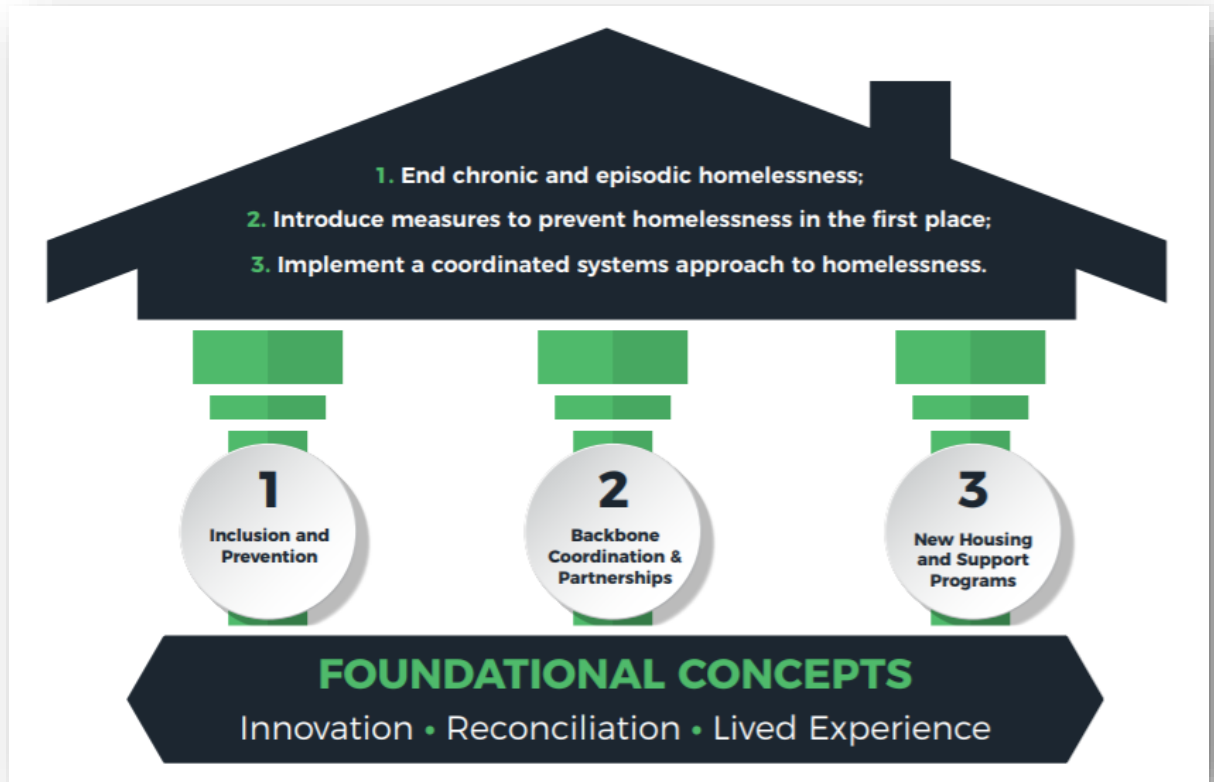 1. End chronic and episodic homelessness;
2. Introduce measures to prevent homelessness in the first place;
3. Implement a coordinated systems approach to homelessness.
1
Inclusion and
Prevention
2
Backbone
Coordination &
Partnerships
3
New Housing
and Support
Programs
FOUNDATIONAL CONCEPTS
Innovation • Reconciliation • Lived Experience